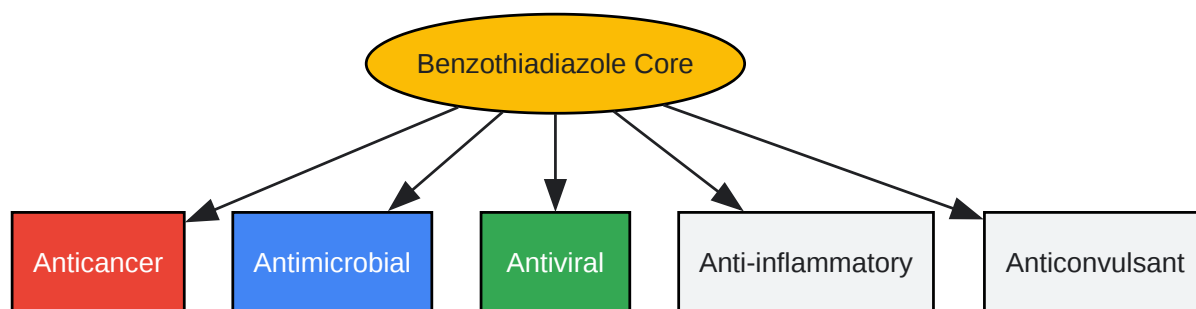 Benzothiadiazole Core
Anticancer
Antimicrobial
Antiviral
Anti-inflammatory
Anticonvulsant